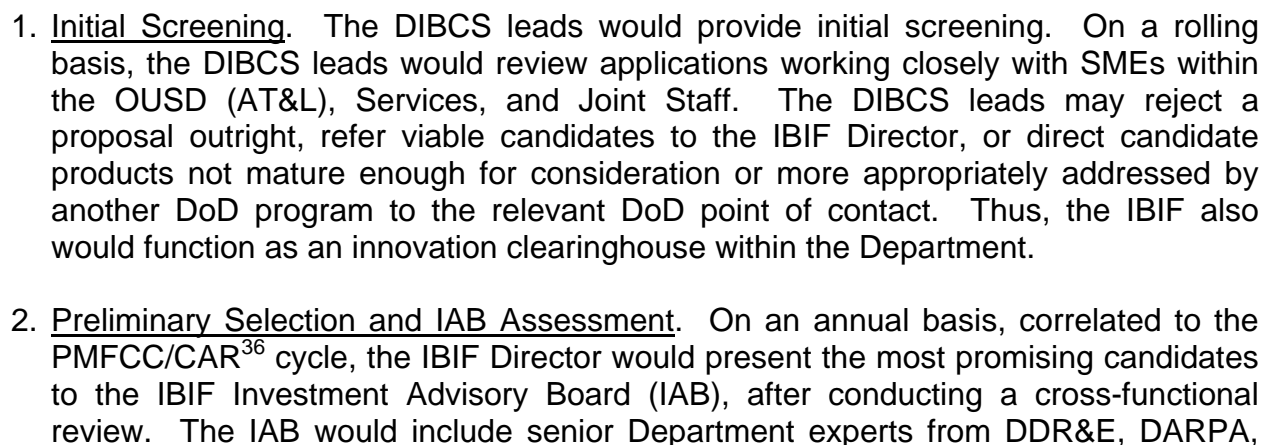 1. Initial Screening. The DIBCS leads would provide initial screening. On a rolling
basis, the DIBCS leads would review applications working closely with SMEs within
the OUSD (AT&L), Services, and Joint Staff. The DIBCS leads may reject a
proposal outright, refer viable candidates to the IBIF Director, or direct candidate
products not mature enough for consideration or more appropriately addressed by
another DoD program to the relevant DoD point of contact. Thus, the IBIF also
would function as an innovation clearinghouse within the Department.
2. Preliminary Selection and IAB Assessment. On an annual basis, correlated to the
PMFCC/CAR36 cycle, the IBIF Director would present the most promising candidates
to the IBIF Investment Advisory Board (IAB), after conducting a cross-functional
review. The IAB would include senior Department experts from DDR&E, DARPA,